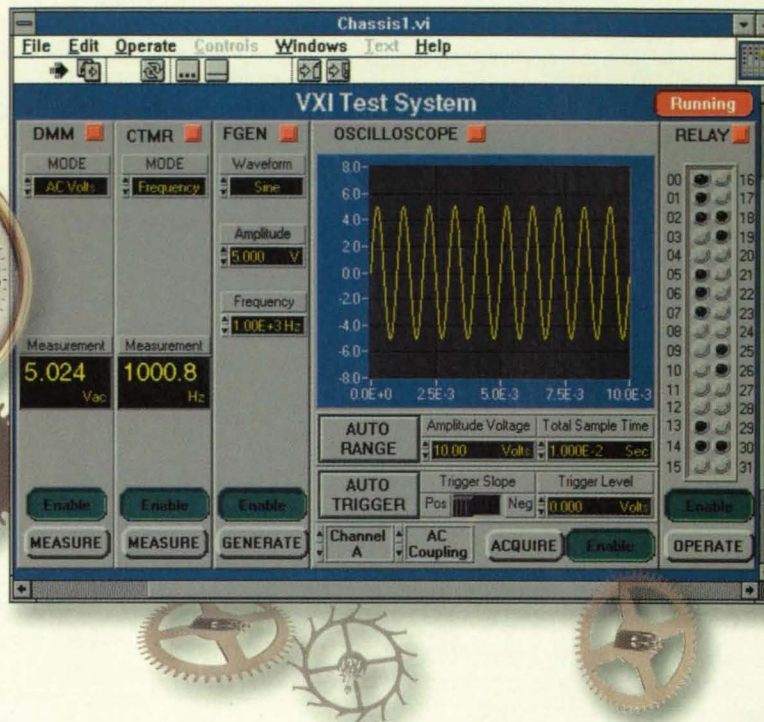 Chassis1.vi
File Edit Operate Controls Windows Text Help
VXI Test System
Running
DMM
MODE
AC Volts
Measurement
5.024
Vac
Enable
MEASURE
CTMR
MODE
Frequency
Measurement
1000.8
Hz
Enable
MEASURE
FGEN
Waveform
Sine
Amplitude
5.000 V
Frequency
1.00E+3 Hz
Enable
GENERATE
OSCILLOSCOPE
8.0
6.0
4.0
2.0
0.0
-2.0
-4.0
-6.0
-8.0
0.0E+0 2.5E-3 5.0E-3 7.5E-3 10.0E-3
AUTO RANGE
Amplitude Voltage
10.00 Volts
Total Sample Time
1.000E-2 Sec
AUTO TRIGGER
Trigger Slope
Pos Neg
Trigger Level
0.000 Volts
Channel A
AC Coupling
ACQUIRE
Enable
RELAY
00 16
01 17
02 18
03 19
04 20
05 21
06 22
07 23
08 24
09 25
10 26
11 27
12 28
13 29
14 30
15 31
Enable
OPERATE